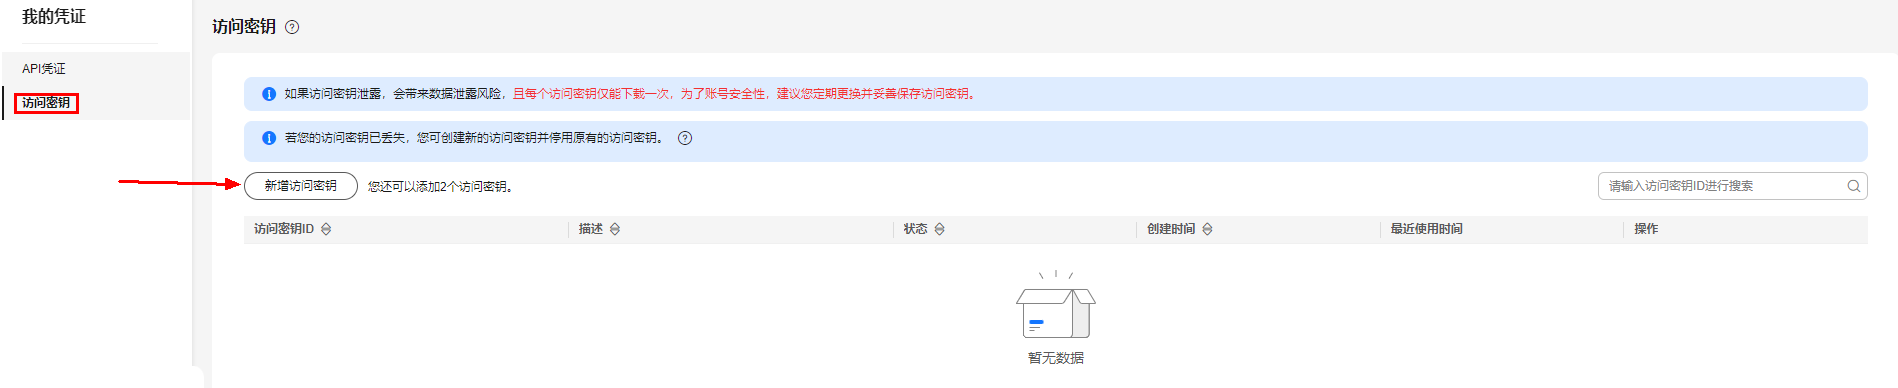 我的凭证
API凭证
访问密钥
访问密钥 ?
如果访问密钥泄露，会带来数据泄露风险，且每个访问密钥仅能下载一次，为了账号安全性，建议您定期更换并妥善保存访问密钥。
若您的访问密钥已丢失，您可创建新的访问密钥并停用原有的访问密钥。 ?
新增访问密钥 您还可以添加2个访问密钥。 请输入访问密钥ID进行搜索
访问密钥ID 描述 状态 创建时间 最近使用时间 操作
暂无数据